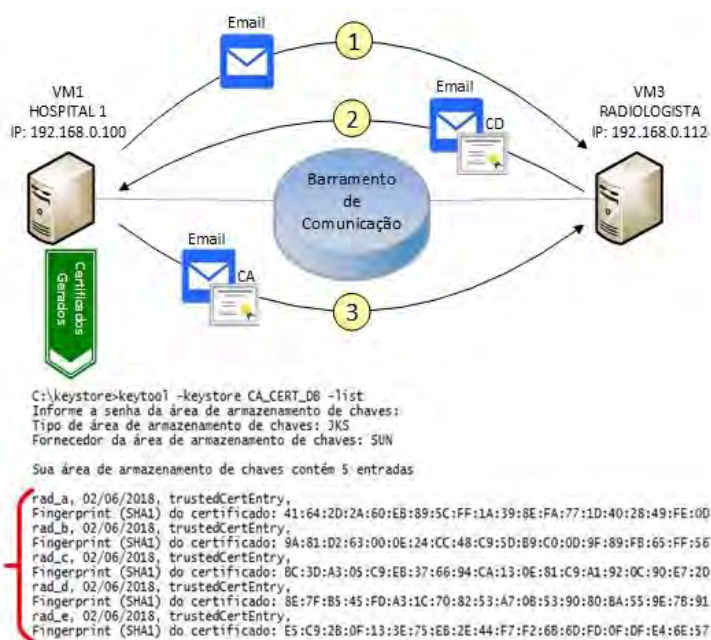 Email
1
VM1
HOSPITAL 1
IP: 192.168.0.100
VM3
RADIOLOGISTA
IP: 192.168.0.112
Email
2
CD
Barramento
de
Comunicação
Email
CA
3
Certificados
Gerados
C:\keystore>keytool -keystore CA_CERT_DB -list
Informe a senha da área de armazenamento de chaves:
Tipo de área de armazenamento de chaves: JKS
Fornecedor da área de armazenamento de chaves: SUN
Sua área de armazenamento de chaves contém 5 entradas
rad_a, 02/06/2018, trustedCertEntry,
Fingerprint (SHA1) do certificado: 41:64:2D:2A:60:EB:89:5C:FF:1A:39:8E:FA:77:1D:40:28:49:FE:0D
rad_b, 02/06/2018, trustedCertEntry,
Fingerprint (SHA1) do certificado: 9A:81:D2:63:00:0E:24:CC:48:C9:5D:B9:C0:0D:9F:89:FB:65:FF:56
rad_c, 02/06/2018, trustedCertEntry,
Fingerprint (SHA1) do certificado: BC:3D:A3:05:C9:EB:37:66:94:CA:13:0E:81:C9:A1:92:0C:90:E7:2D
rad_d, 02/06/2018, trustedCertEntry,
Fingerprint (SHA1) do certificado: 8E:7F:B5:45:FD:A3:1C:70:82:53:A7:0B:53:90:80:BA:55:9E:7B:91
rad_e, 02/06/2018, trustedCertEntry,
Fingerprint (SHA1) do certificado: E5:C9:2B:0F:13:3E:75:EB:2E:44:F7:F2:6B:6D:FD:0F:DF:E4:6E:57